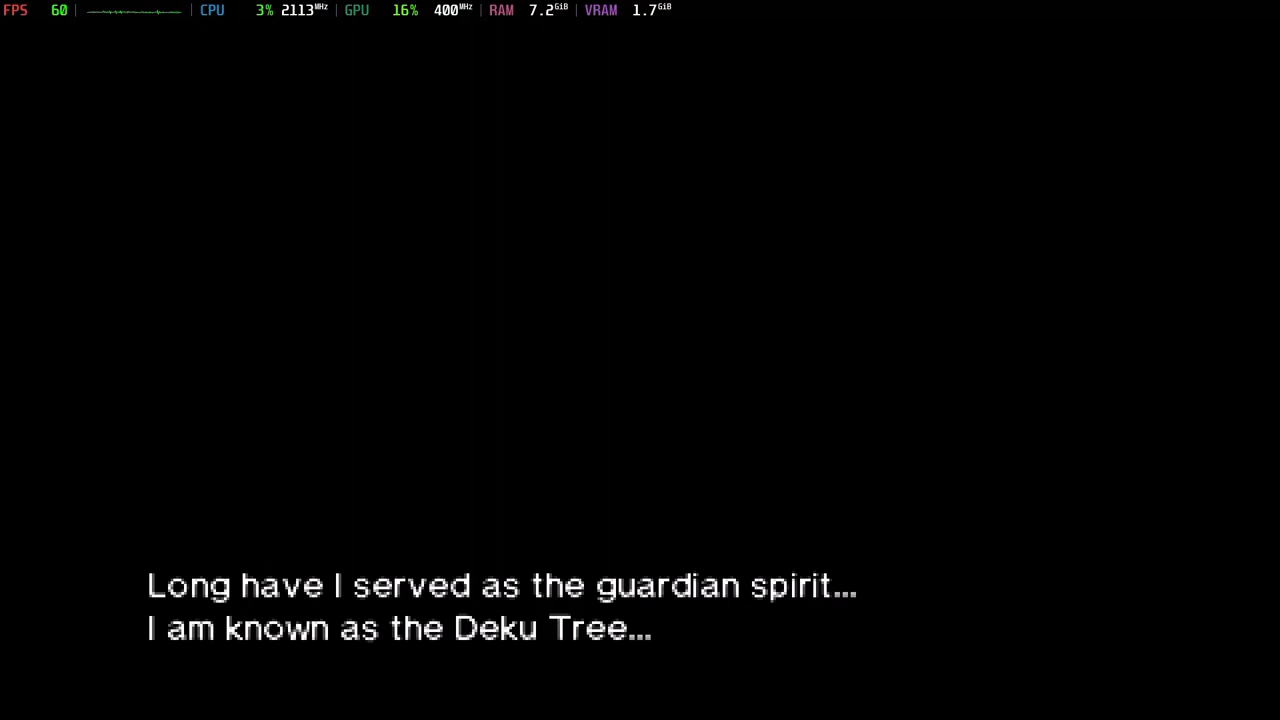 FPS 60 CPU 3% 2113MHz GPU 16% 400MHz RAM 7.2GiB VRAM 1.7GiB
Long have I served as the guardian spirit...
I am known as the Deku Tree...